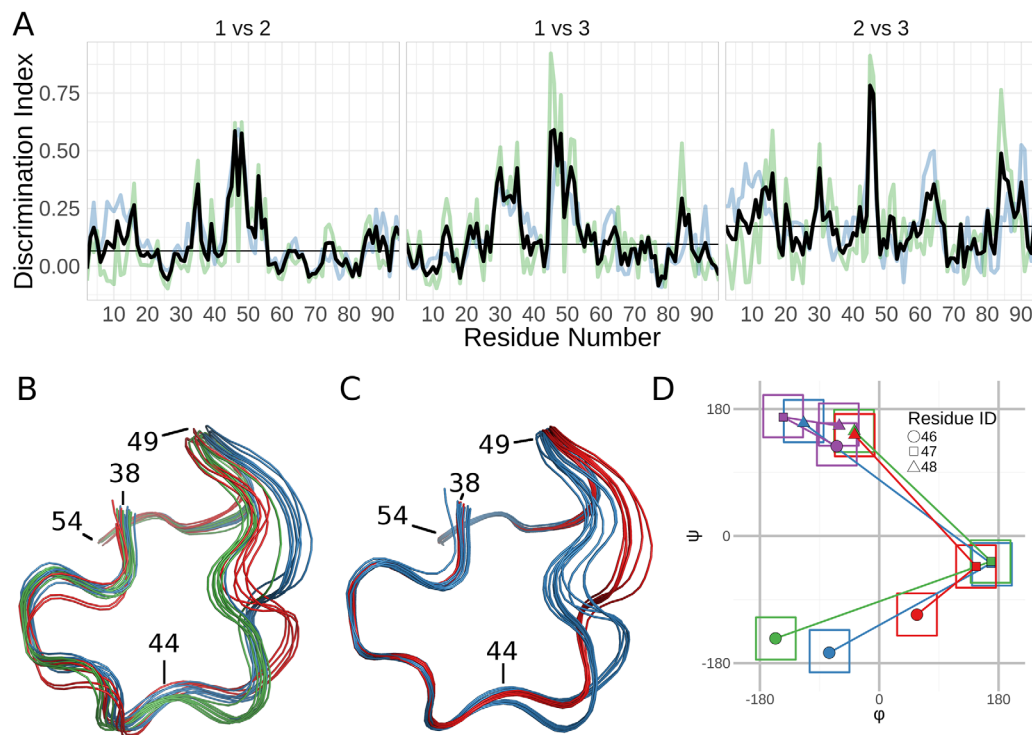 A
1 vs 2
1 vs 3
2 vs 3
Discrimination Index
0.75
0.50
0.25
0.00
10 20 30 40 50 60 70 80 90
10 20 30 40 50 60 70 80 90
10 20 30 40 50 60 70 80 90
Residue Number
B
49
38
54
44
C
49
38
54
44
D
180
0
-180
ψ
Residue ID
46
47
48
-180
0
180
φ